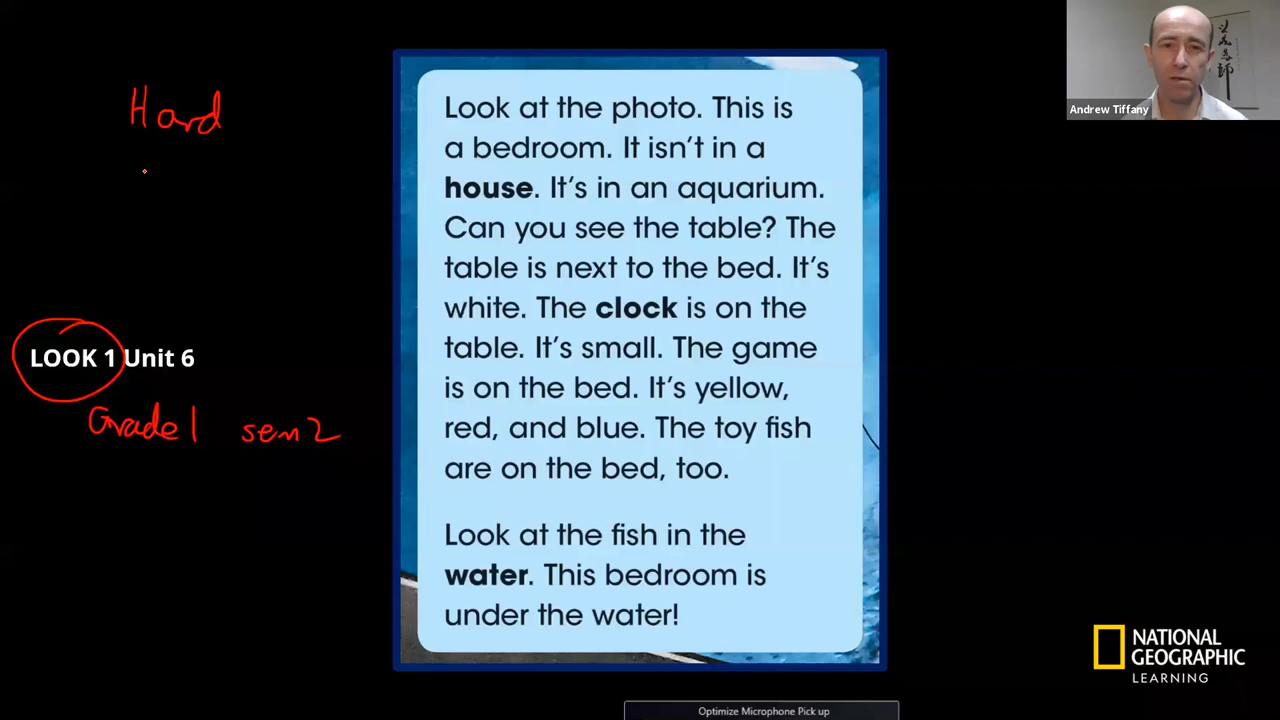 Hard
LOOK 1 Unit 6
Grade 1 sem 2
Look at the photo. This is
a bedroom. It isn't in a
house. It's in an aquarium.
Can you see the table? The
table is next to the bed. It's
white. The clock is on the
table. It's small. The game
is on the bed. It's yellow,
red, and blue. The toy fish
are on the bed, too.
Look at the fish in the
water. This bedroom is
under the water!
Andrew Tiffany
NATIONAL
GEOGRAPHIC
LEARNING
Optimize Microphone Pick up